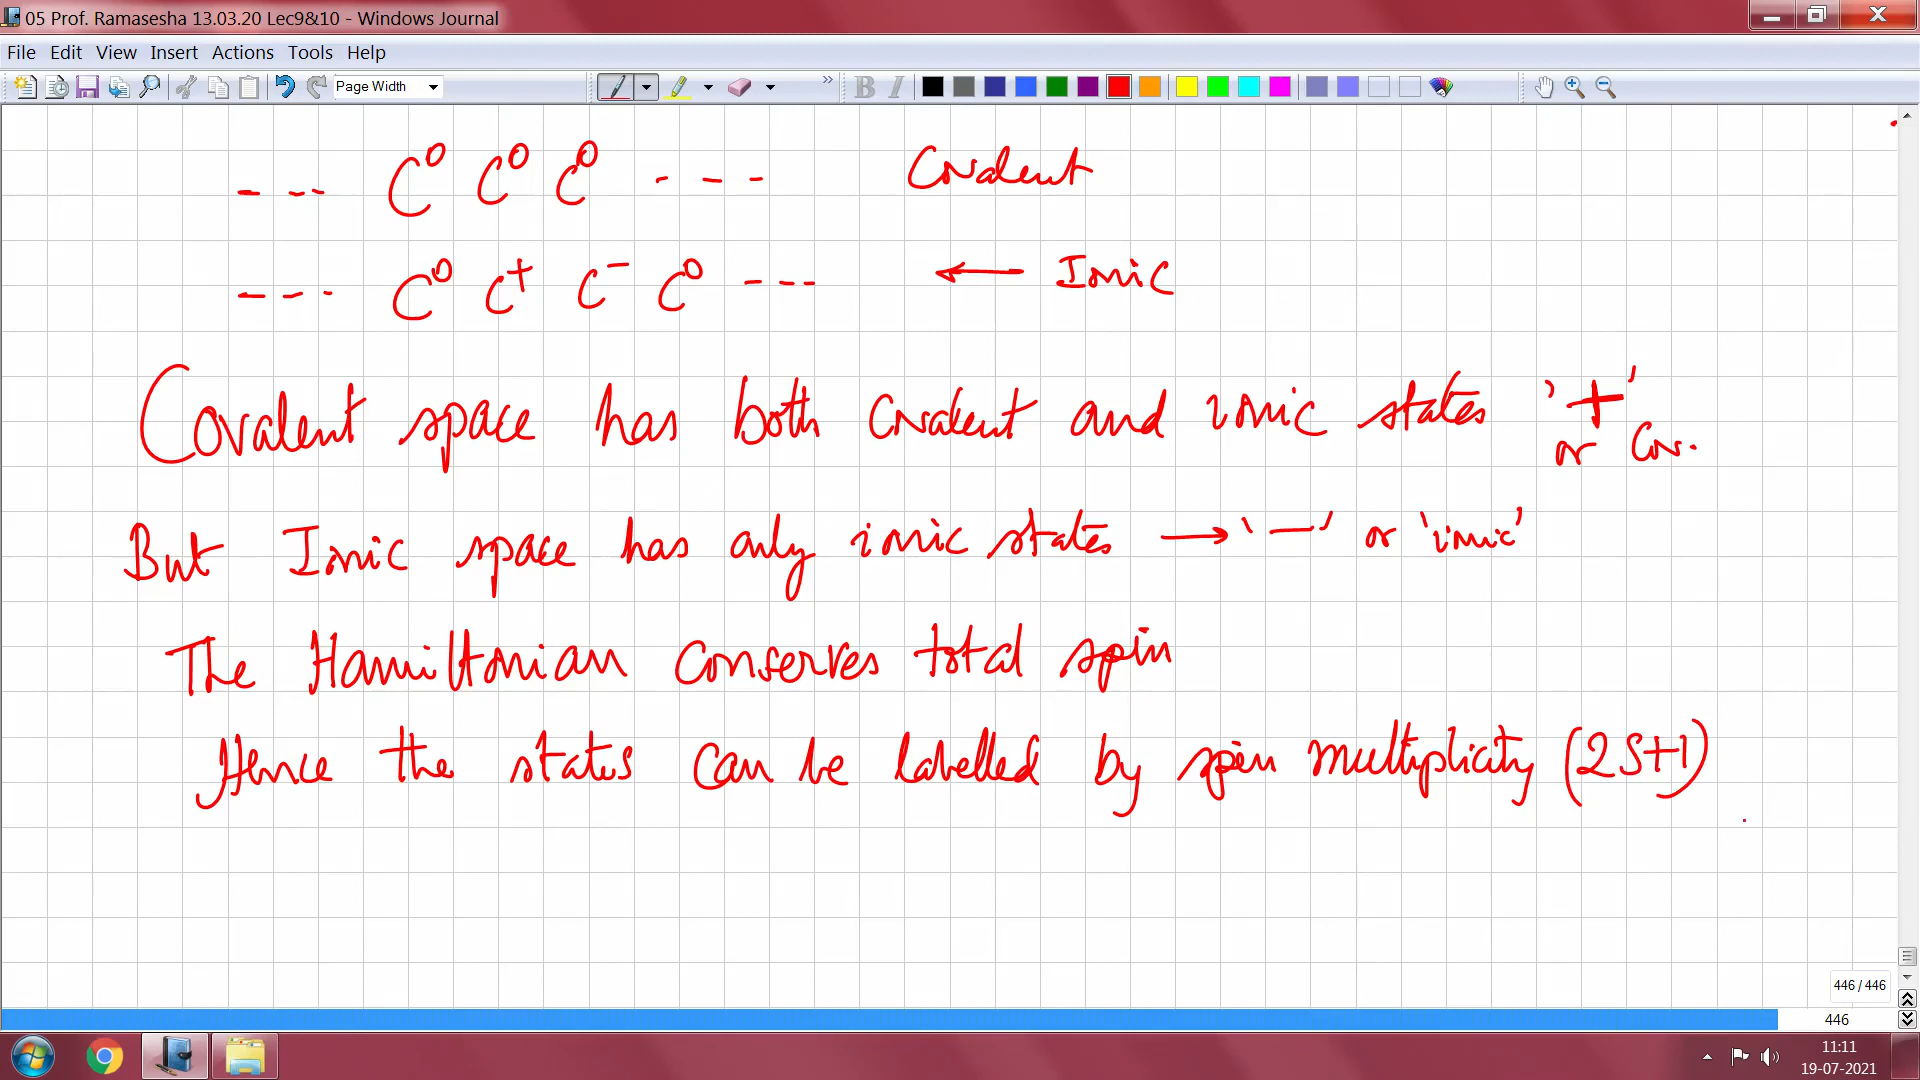 05 Prof. Ramasesha 13.03.20 Lec9&10 - Windows Journal
File Edit View Insert Actions Tools Help
Page Width
B I
--- C⁰ C⁰ C⁰ --- Covalent
--- C⁰ C⁺ C⁻ C⁰ --- ← Ionic
Covalent space has both covalent and ionic states '+'
or Cov.
But Ionic space has only ionic states → '—' or 'ionic'
The Hamiltonian conserves total spin
Hence the states can be labelled by spin multiplicity (2S+1)
446 / 446
446
11:11
19-07-2021